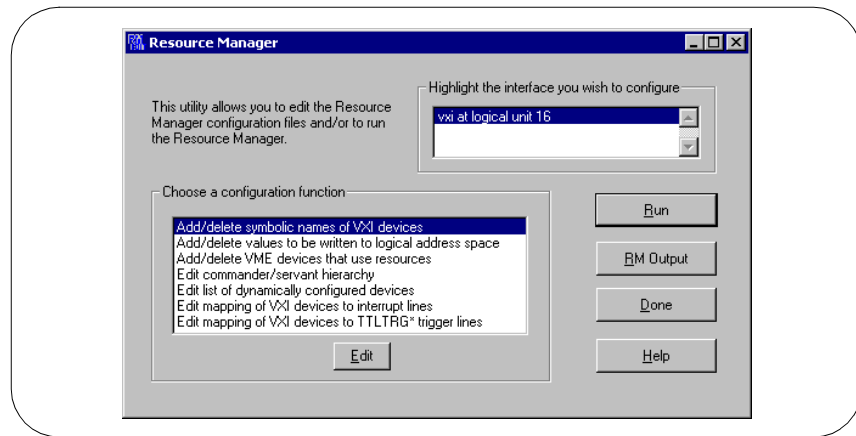 Resource Manager
This utility allows you to edit the Resource
Manager configuration files and/or to run
the Resource Manager.
Highlight the interface you wish to configure
vxi at logical unit 16
Choose a configuration function
Add/delete symbolic names of VXI devices
Add/delete values to be written to logical address space
Add/delete VME devices that use resources
Edit commander/servant hierarchy
Edit list of dynamically configured devices
Edit mapping of VXI devices to interrupt lines
Edit mapping of VXI devices to TTLTRG* trigger lines
Edit
Run
RM Output
Done
Help